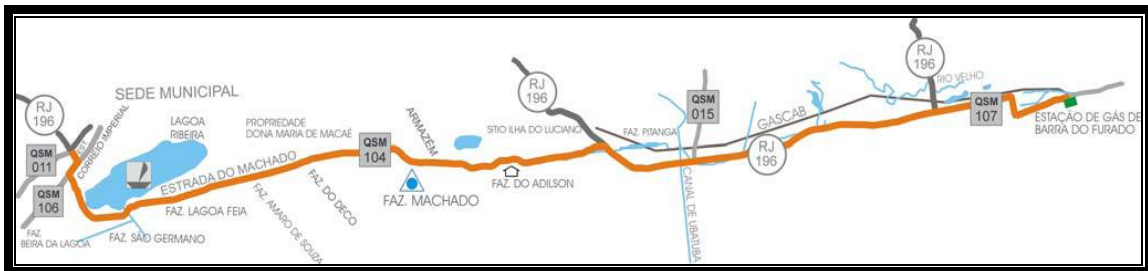 RJ
196
SEDE MUNICIPAL
EST.
CORREIO IMPERIAL
QSM
011
QSM
106
FAZ.
BEIRA DA LAGOA
LAGOA
RIBEIRA
FAZ. SÃO GERMANO
ESTRADA DO MACHADO
FAZ. LAGOA FEIA
PROPRIEDADE
DONA MARIA DE MACAÉ
FAZ. AMARO DE SOUZA
FAZ. DO DECO
QSM
104
ARMAZÉM
FAZ. MACHADO
SITIO ILHA DO LUCIANO
FAZ. DO ADILSON
RJ
196
FAZ. PITANGA
QSM
015
CANAL DE UBATUBA
GASCAB
RJ
196
RJ
196
RIO VELHO
QSM
107
ESTAÇÃO DE GÁS DE
BARRA DO FURADO